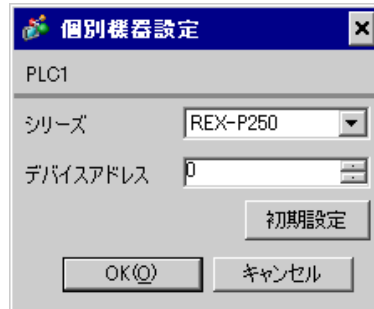 個別機器設定
PLC1
シリーズ REX-P250
デバイスアドレス 0
初期設定
OK(O) キャンセル